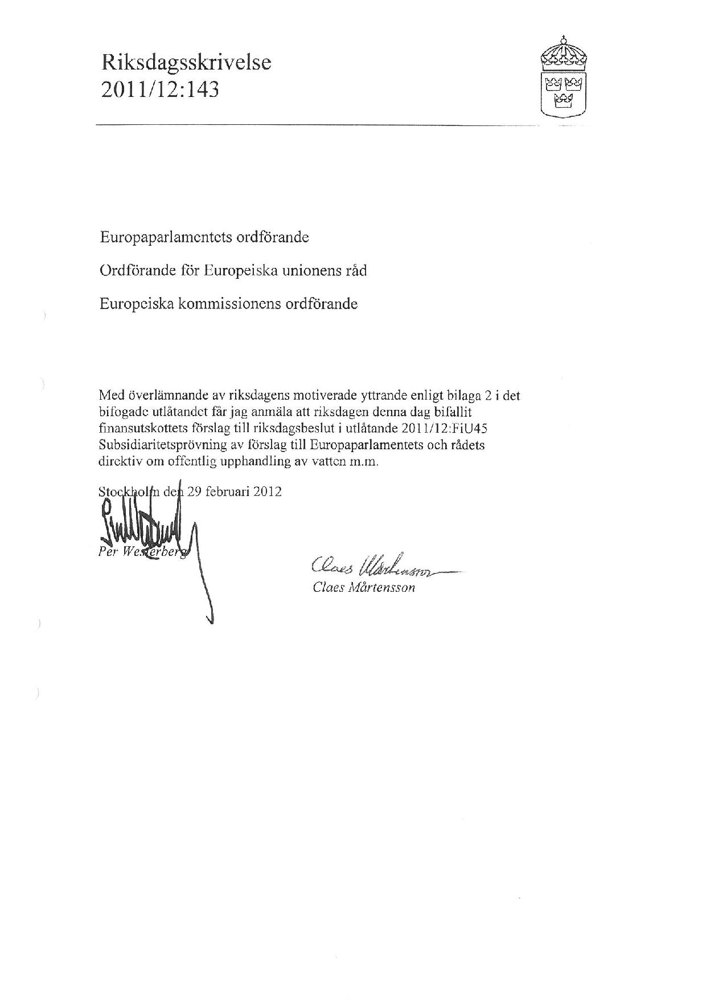 Riksdagsskrivelse
2011/12:143
Europaparlamentets ordförande
Ordförande för Europeiska unionens råd
Europeiska kommissionens ordförande
Med överlämnande av riksdagens motiverade yttrande enligt bilaga 2 i det
bifogade utlåtandet får jag anmäla att riksdagen denna dag bifallit
finansutskottets förslag till riksdagsbeslut i utlåtande 2011/12:FiU45
Subsidiaritetsprövning av förslag till Europaparlamentets och rådets
direktiv om offentlig upphandling av vatten m.m.
Stockholm den 29 februari 2012
Per Westerberg
Claes Mårtensson
Claes Mårtensson